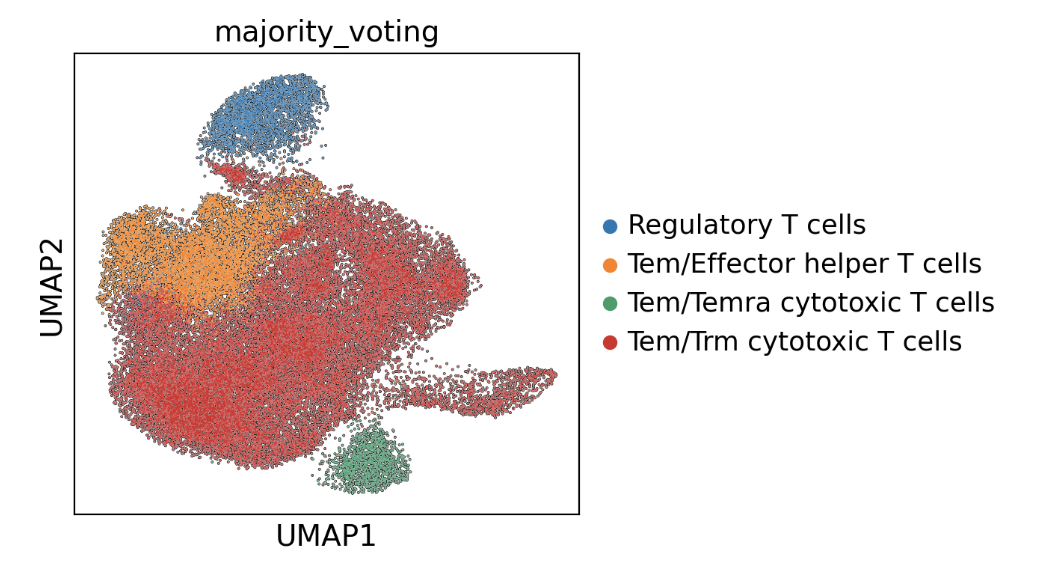 majority_voting
UMAP2
UMAP1
Regulatory T cells
Tem/Effector helper T cells
Tem/Temra cytotoxic T cells
Tem/Trm cytotoxic T cells